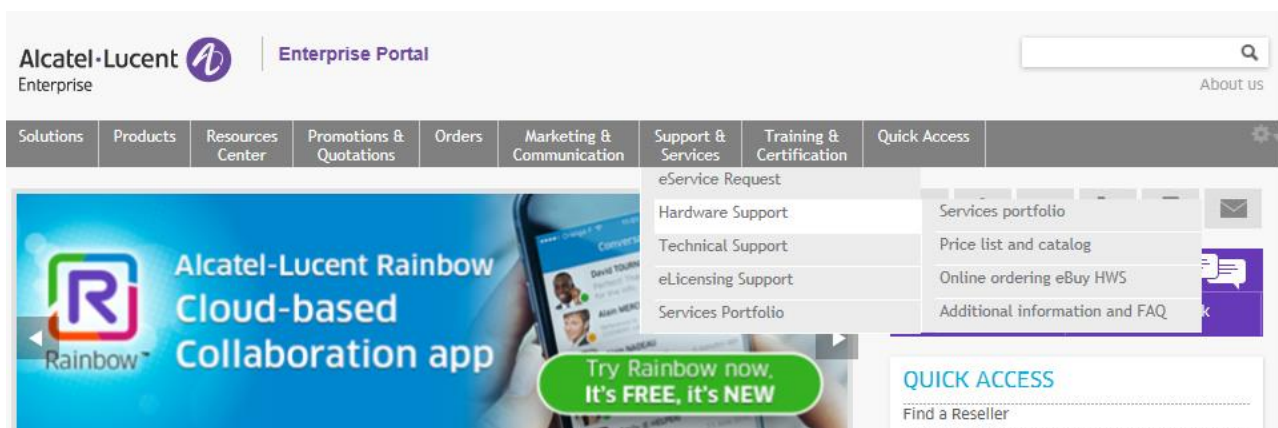 Alcatel·Lucent
Enterprise
Enterprise Portal
About us
Solutions
Products
Resources
Center
Promotions &
Quotations
Orders
Marketing &
Communication
Support &
Services
Training &
Certification
Quick Access
eService Request
Hardware Support
Technical Support
eLicensing Support
Services Portfolio
Services portfolio
Price list and catalog
Online ordering eBuy HWS
Additional information and FAQ
Alcatel-Lucent Rainbow
Cloud-based
Collaboration app
R
Rainbow™
David TOURN
Try Rainbow now,
It's FREE, it's NEW
QUICK ACCESS
Find a Reseller